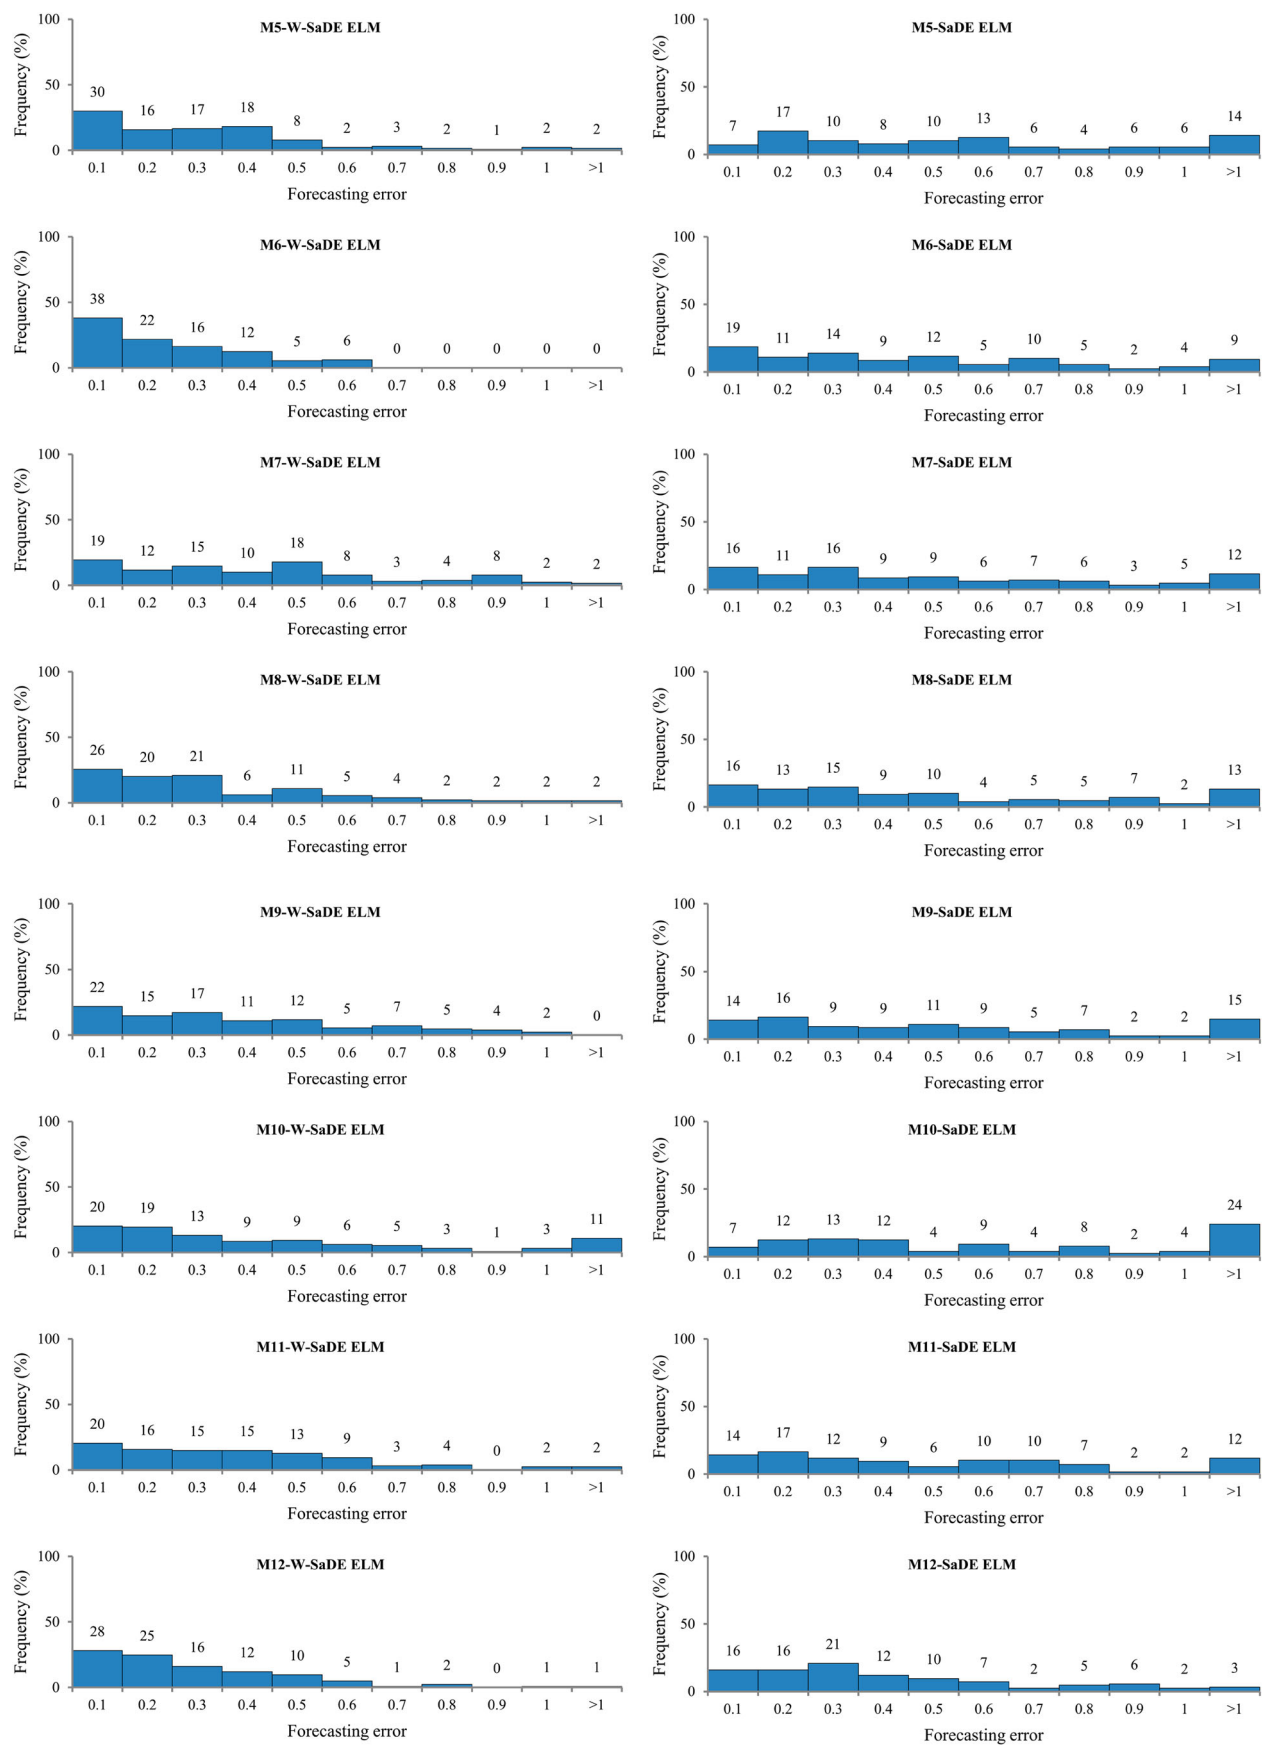 M5-W-SaDE ELM
Frequency (%)
100
50
0
30 16 17 18 8 2 3 2 1 2 2
0.1 0.2 0.3 0.4 0.5 0.6 0.7 0.8 0.9 1 >1
Forecasting error
M5-SaDE ELM
Frequency (%)
100
50
0
7 17 10 8 10 13 6 4 6 6 14
0.1 0.2 0.3 0.4 0.5 0.6 0.7 0.8 0.9 1 >1
Forecasting error
M6-W-SaDE ELM
Frequency (%)
100
50
0
38 22 16 12 5 6 0 0 0 0 0
0.1 0.2 0.3 0.4 0.5 0.6 0.7 0.8 0.9 1 >1
Forecasting error
M6-SaDE ELM
Frequency (%)
100
50
0
19 11 14 9 12 5 10 5 2 4 9
0.1 0.2 0.3 0.4 0.5 0.6 0.7 0.8 0.9 1 >1
Forecasting error
M7-W-SaDE ELM
Frequency (%)
100
50
0
19 12 15 10 18 8 3 4 8 2 2
0.1 0.2 0.3 0.4 0.5 0.6 0.7 0.8 0.9 1 >1
Forecasting error
M7-SaDE ELM
Frequency (%)
100
50
0
16 11 16 9 9 6 7 6 3 5 12
0.1 0.2 0.3 0.4 0.5 0.6 0.7 0.8 0.9 1 >1
Forecasting error
M8-W-SaDE ELM
Frequency (%)
100
50
0
26 20 21 6 11 5 4 2 2 2 2
0.1 0.2 0.3 0.4 0.5 0.6 0.7 0.8 0.9 1 >1
Forecasting error
M8-SaDE ELM
Frequency (%)
100
50
0
16 13 15 9 10 4 5 5 7 2 13
0.1 0.2 0.3 0.4 0.5 0.6 0.7 0.8 0.9 1 >1
Forecasting error
M9-W-SaDE ELM
Frequency (%)
100
50
0
22 15 17 11 12 5 7 5 4 2 0
0.1 0.2 0.3 0.4 0.5 0.6 0.7 0.8 0.9 1 >1
Forecasting error
M9-SaDE ELM
Frequency (%)
100
50
0
14 16 9 9 11 9 5 7 2 2 15
0.1 0.2 0.3 0.4 0.5 0.6 0.7 0.8 0.9 1 >1
Forecasting error
M10-W-SaDE ELM
Frequency (%)
100
50
0
20 19 13 9 9 6 5 3 1 3 11
0.1 0.2 0.3 0.4 0.5 0.6 0.7 0.8 0.9 1 >1
Forecasting error
M10-SaDE ELM
Frequency (%)
100
50
0
7 12 13 12 4 9 4 8 2 4 24
0.1 0.2 0.3 0.4 0.5 0.6 0.7 0.8 0.9 1 >1
Forecasting error
M11-W-SaDE ELM
Frequency (%)
100
50
0
20 16 15 15 13 9 3 4 0 2 2
0.1 0.2 0.3 0.4 0.5 0.6 0.7 0.8 0.9 1 >1
Forecasting error
M11-SaDE ELM
Frequency (%)
100
50
0
14 17 12 9 6 10 10 7 2 2 12
0.1 0.2 0.3 0.4 0.5 0.6 0.7 0.8 0.9 1 >1
Forecasting error
M12-W-SaDE ELM
Frequency (%)
100
50
0
28 25 16 12 10 5 1 2 0 1 1
0.1 0.2 0.3 0.4 0.5 0.6 0.7 0.8 0.9 1 >1
Forecasting error
M12-SaDE ELM
Frequency (%)
100
50
0
16 16 21 12 10 7 2 5 6 2 3
0.1 0.2 0.3 0.4 0.5 0.6 0.7 0.8 0.9 1 >1
Forecasting error